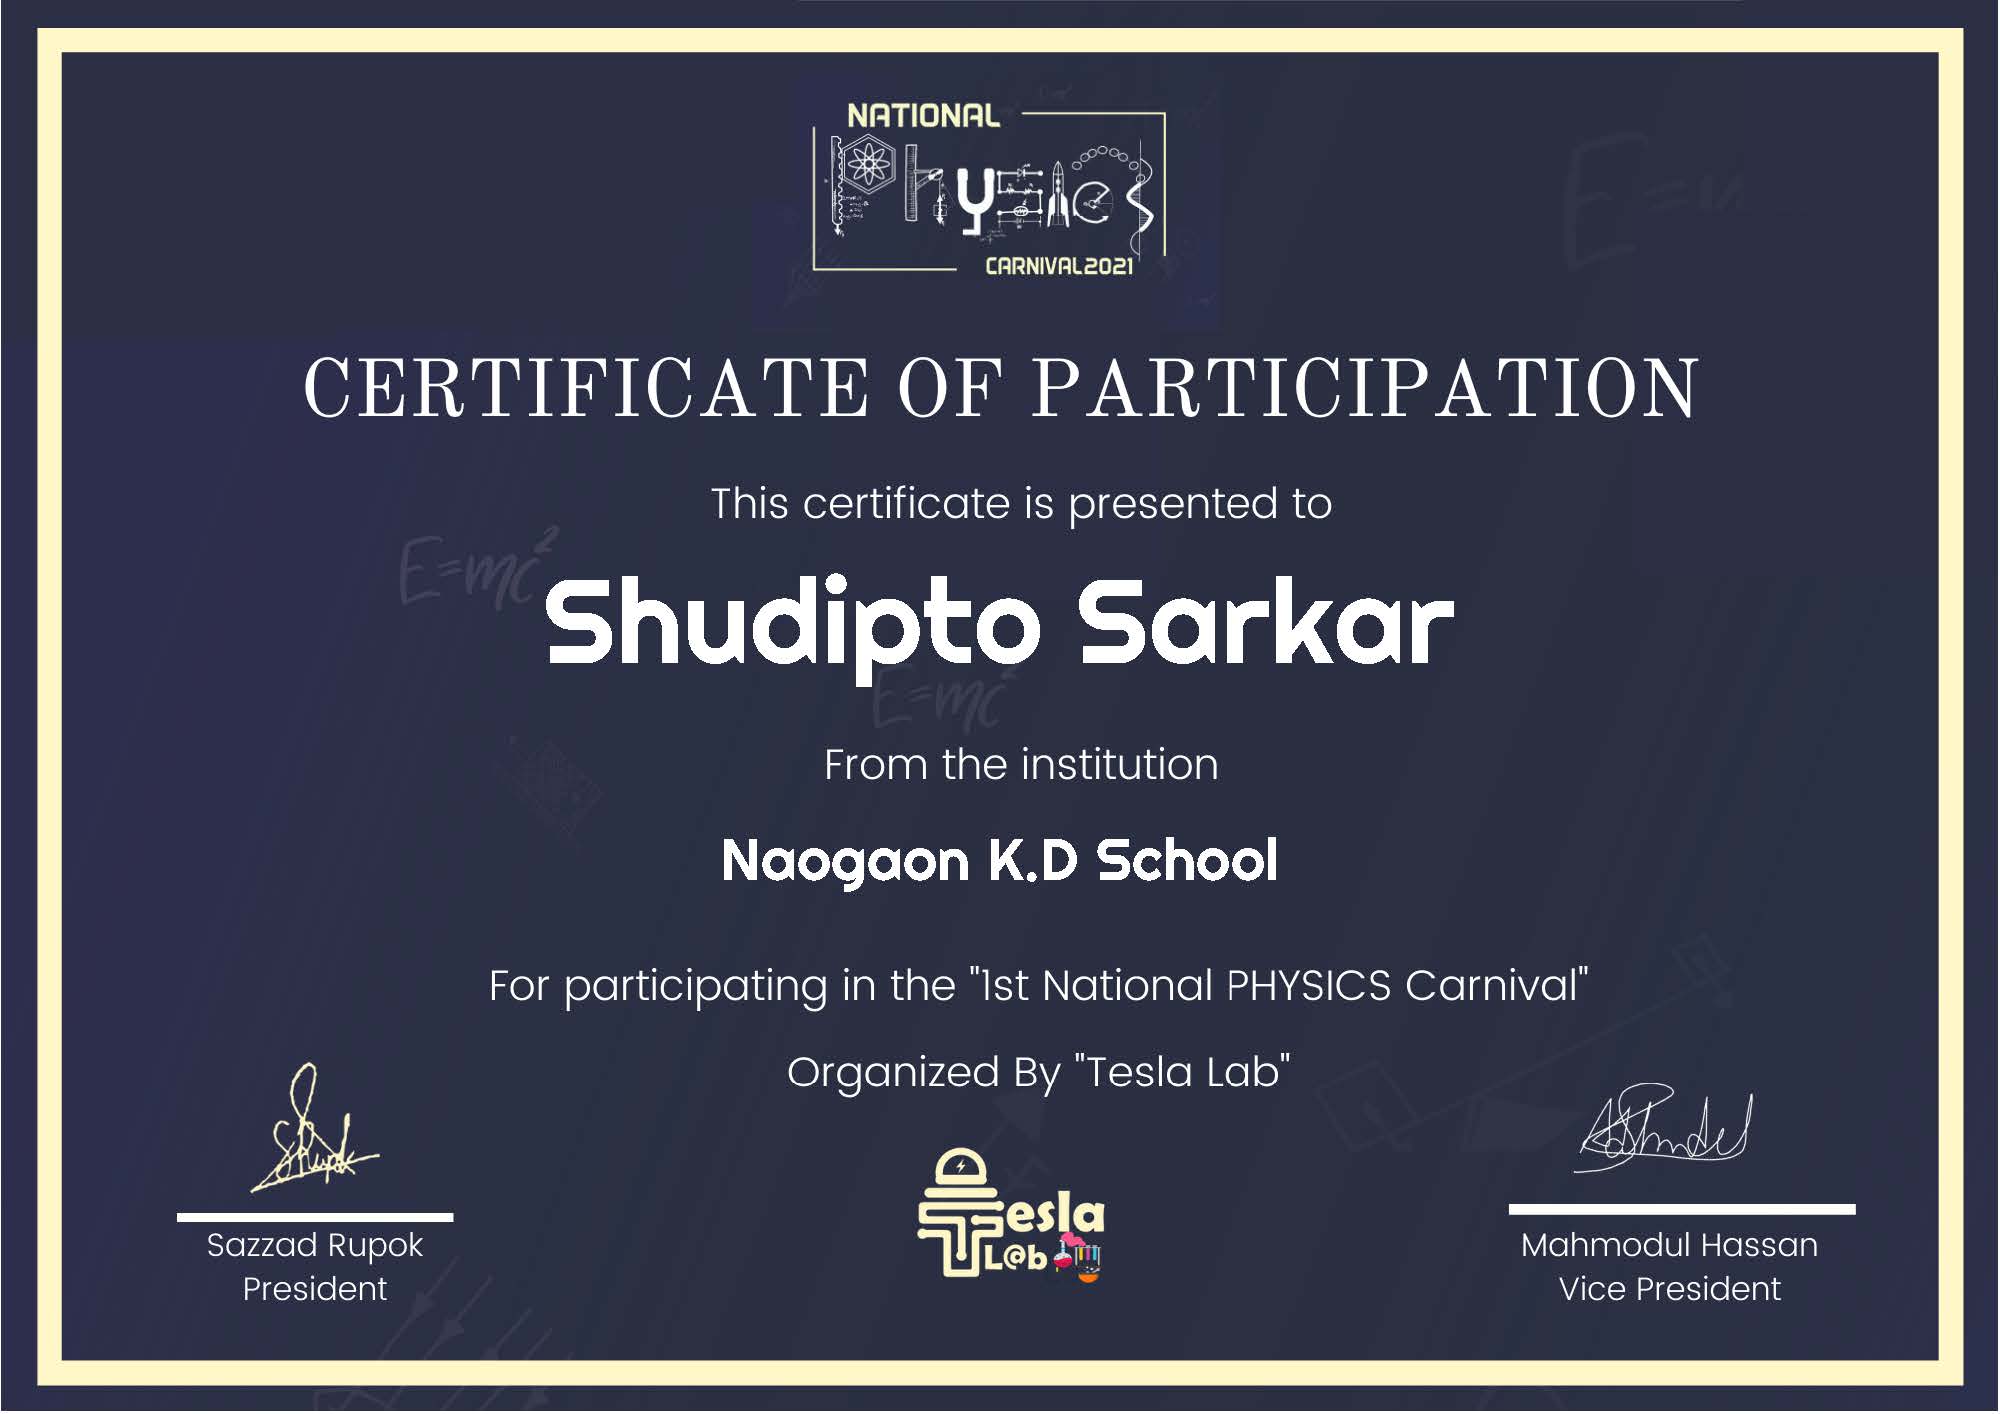 NATIONAL
PhysicS
CARNIVAL2021
E=m
CERTIFICATE OF PARTICIPATION
This certificate is presented to
E=mc²
Shudipto Sarkar
E=mc²
From the institution
Naogaon K.D School
For participating in the "1st National PHYSICS Carnival"
Organized By "Tesla Lab"
Tesla
L@b
Sazzad Rupok
President
Mahmodul Hassan
Vice President